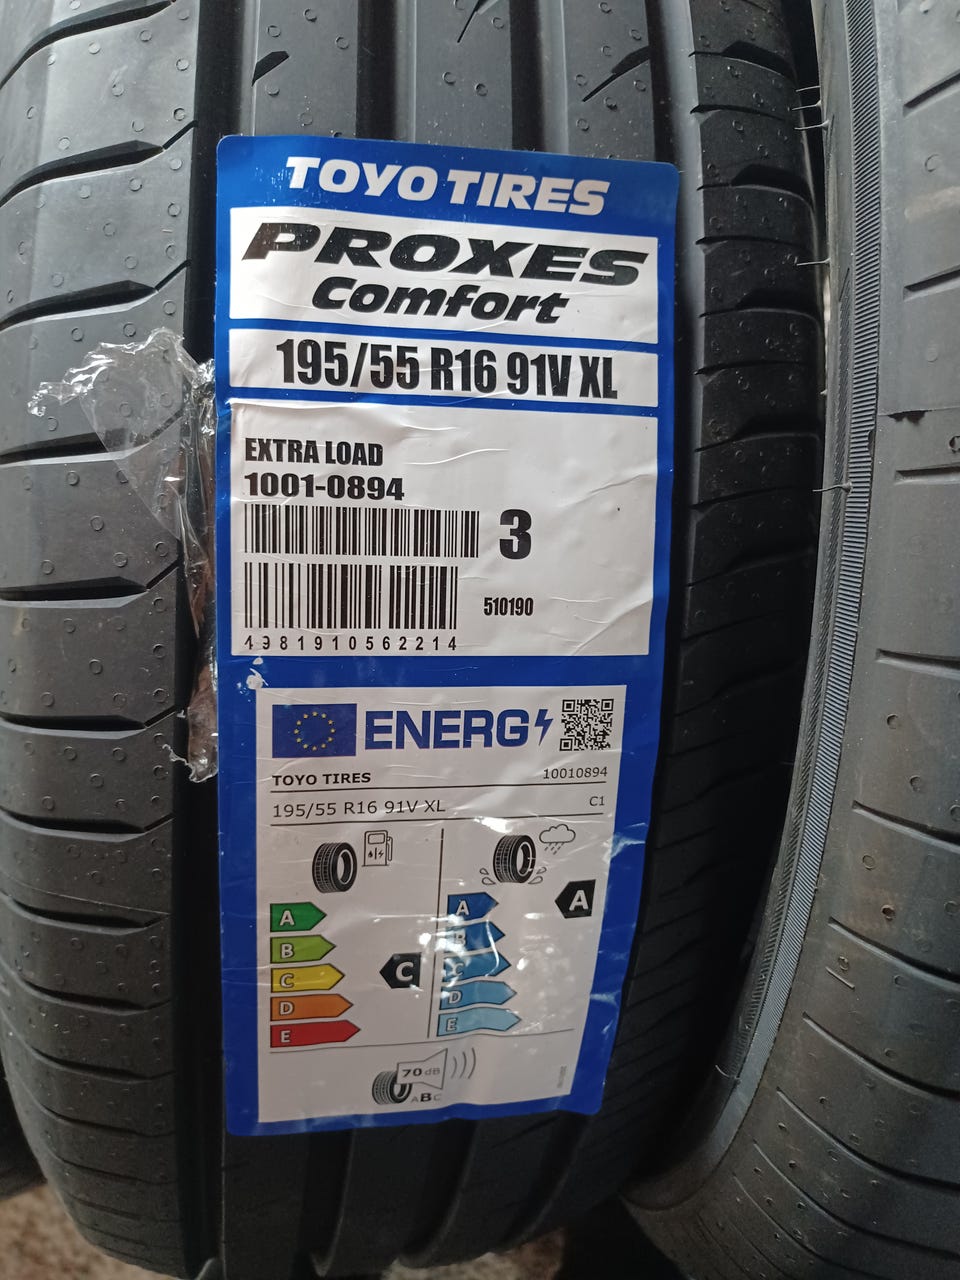 TOYO TIRES
PROXES
Comfort
195/55 R16 91V XL
EXTRA LOAD
1001-0894
3
510190
4981910562214
ENERG
TOYO TIRES 10010894
195/55 R16 91V XL C1
A
B
C
D
E
C
A
B
C
D
E
A
70 dB
ABC